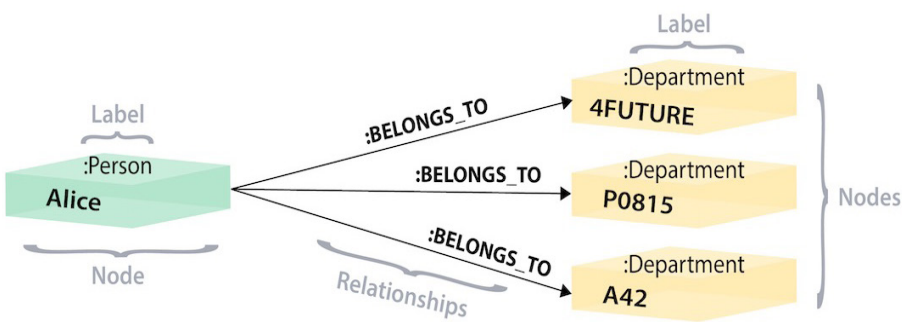 Label
:Person
Alice
Node
:BELONGS_TO
:BELONGS_TO
:BELONGS_TO
Relationships
Label
:Department
4FUTURE
:Department
P0815
:Department
A42
Nodes